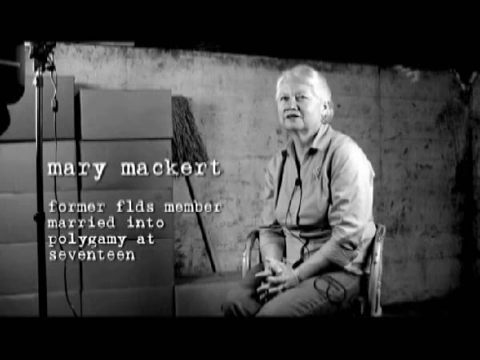 mary mackert
former flds member
married into
polygamy at
seventeen